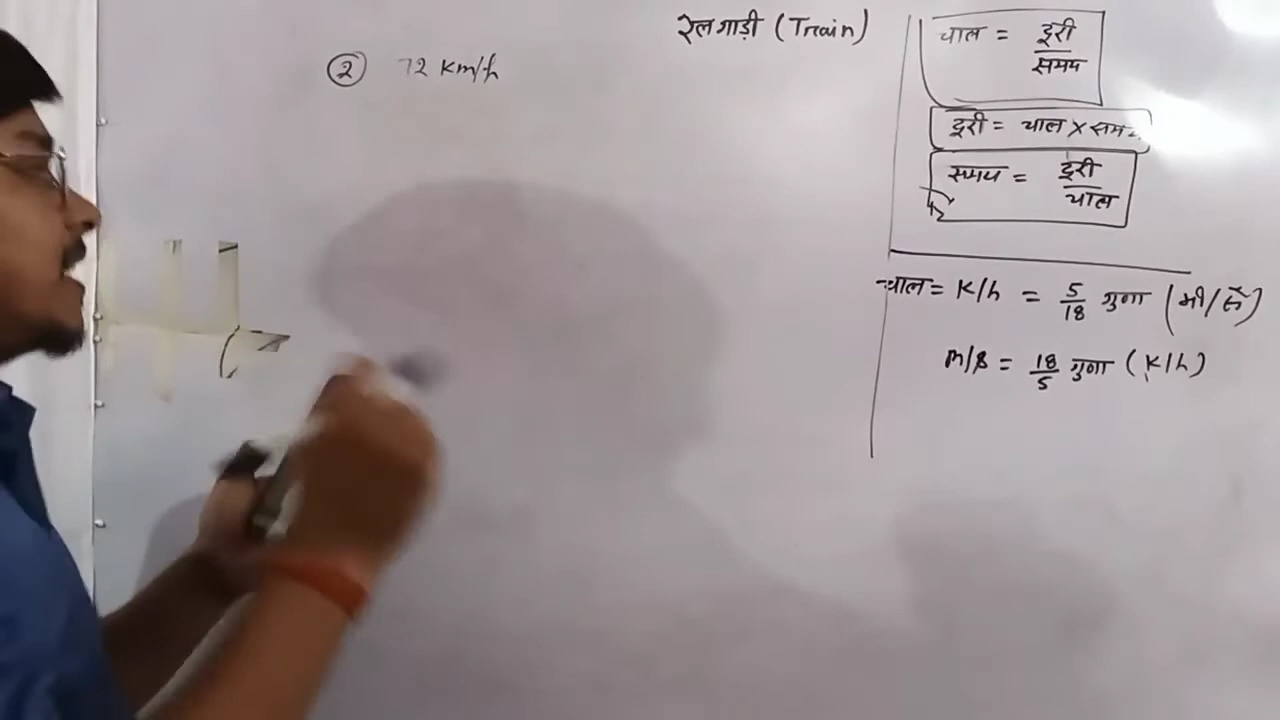 रेलगाड़ी (Train)
② 72 Km/h
चाल = दूरी / समय
दूरी = चाल × समय
समय = दूरी / चाल
चाल = K/h = 5/18 गुणा (मी/से)
m/s = 18/5 गुणा (K/h)